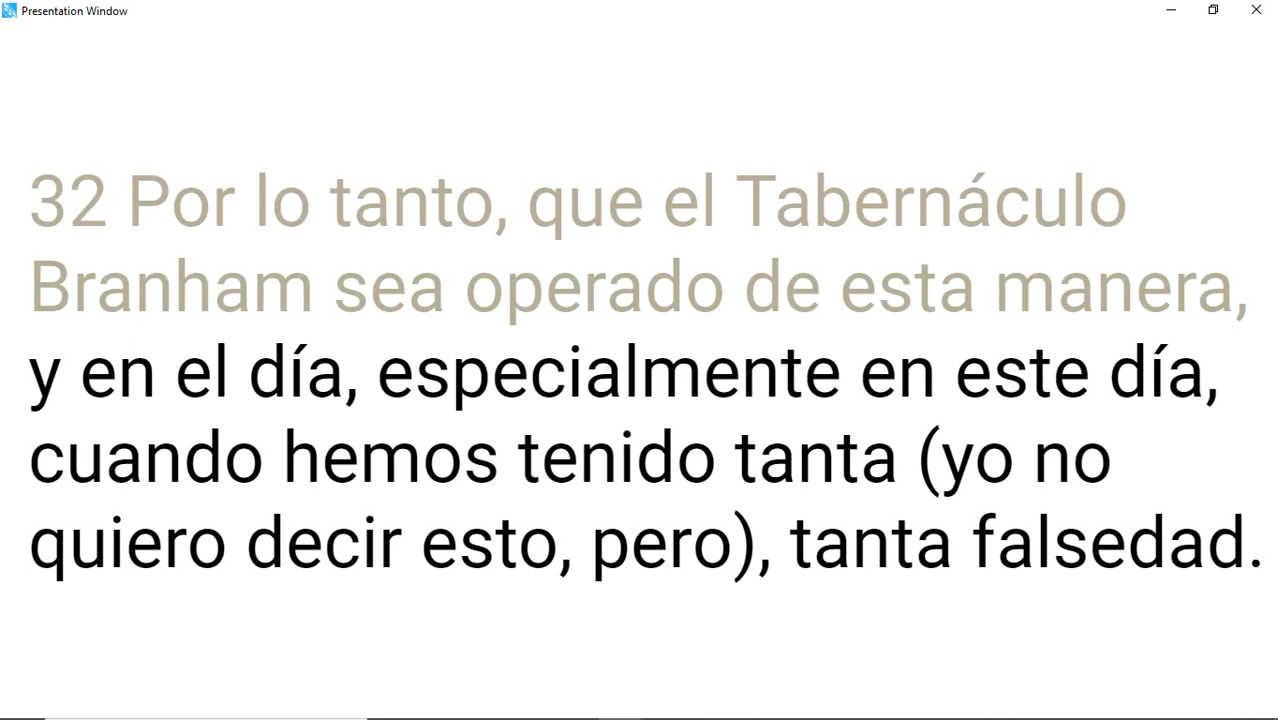 Presentation Window
32 Por lo tanto, que el Tabernáculo
Branham sea operado de esta manera,
y en el día, especialmente en este día,
cuando hemos tenido tanta (yo no
quiero decir esto, pero), tanta falsedad.